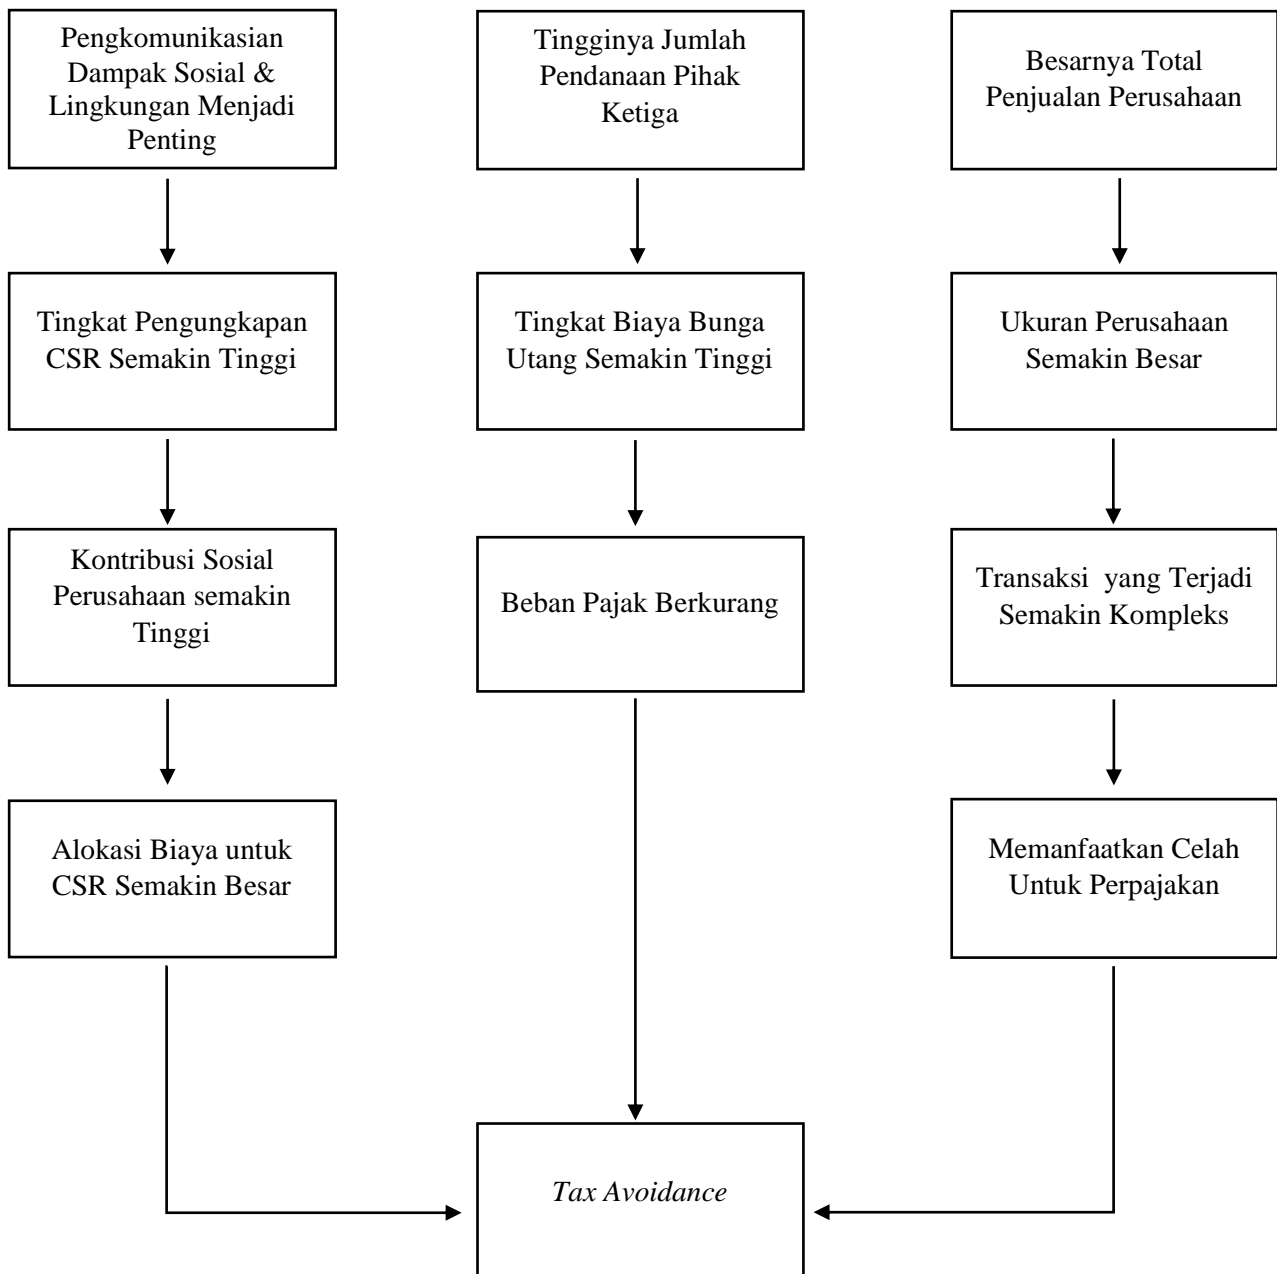 Pengkomunikasian
Dampak Sosial &
Lingkungan Menjadi
Penting
Tingginya Jumlah
Pendanaan Pihak
Ketiga
Besarnya Total
Penjualan Perusahaan
Tingkat Pengungkapan
CSR Semakin Tinggi
Tingkat Biaya Bunga
Utang Semakin Tinggi
Ukuran Perusahaan
Semakin Besar
Kontribusi Sosial
Perusahaan semakin
Tinggi
Beban Pajak Berkurang
Transaksi  yang Terjadi
Semakin Kompleks
Alokasi Biaya untuk
CSR Semakin Besar
Memanfaatkan Celah
Untuk Perpajakan
Tax Avoidance